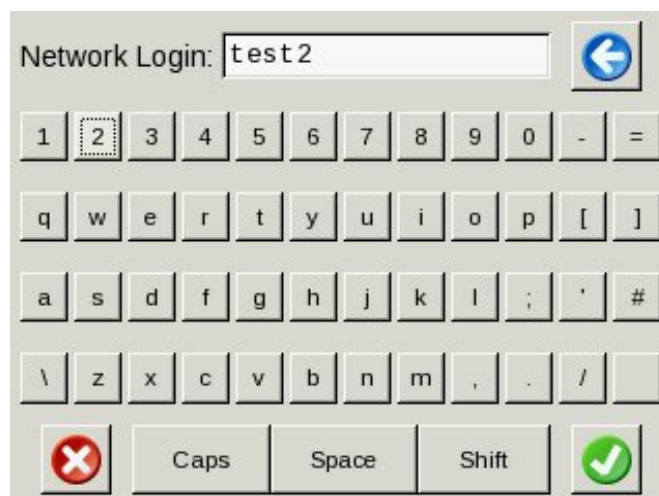 Network Login: test2
1 2 3 4 5 6 7 8 9 0 - =
q w e r t y u i o p [ ]
a s d f g h j k l ; ' #
\ z x c v b n m , . /
Caps Space Shift